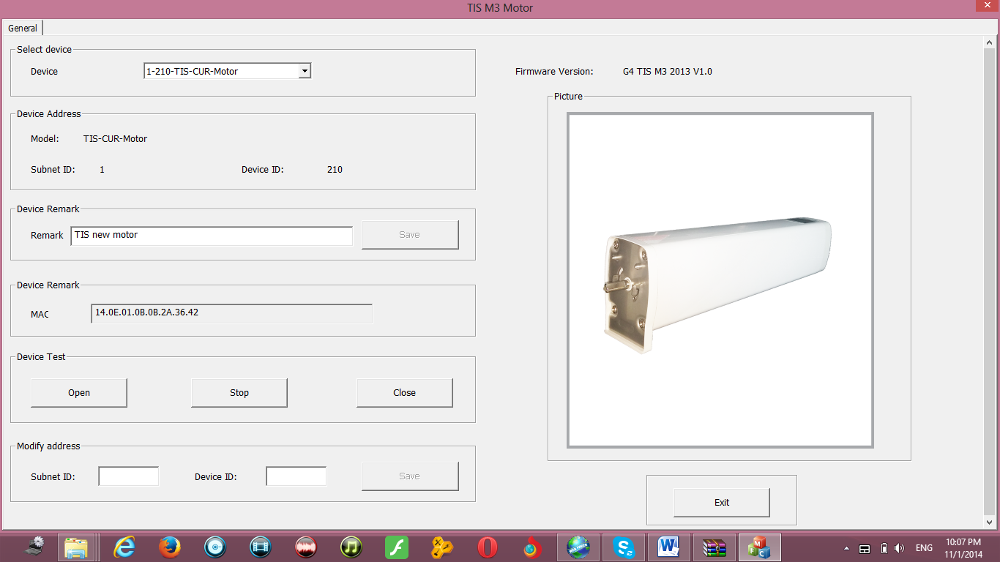 TIS M3 Motor
General
Select device
Device 1-210-TIS-CUR-Motor
Firmware Version: G4 TIS M3 2013 V1.0
Picture
Device Address
Model: TIS-CUR-Motor
Subnet ID: 1 Device ID: 210
Device Remark
Remark TIS new motor Save
Device Remark
MAC 14.0E.01.0B.0B.2A.36.42
Device Test
Open Stop Close
Modify address
Subnet ID: Device ID: Save
Exit
ENG
10:07 PM
11/1/2014